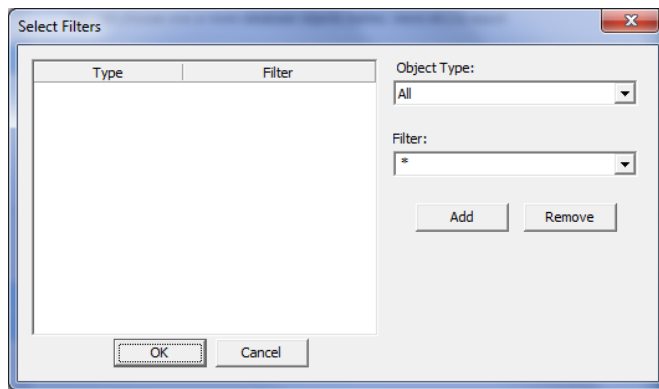 Select Filters
Type Filter
Object Type:
All
Filter:
*
Add Remove
OK Cancel